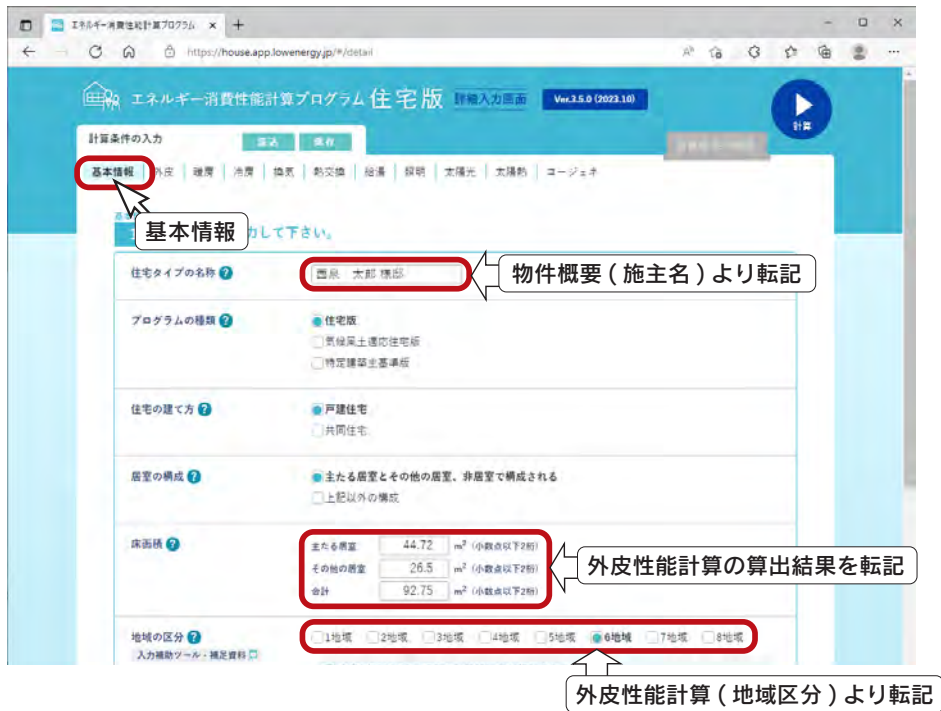 エネルギー消費性能計算プログラム
https://house.app.lowenergy.jp/#/detail
エネルギー消費性能計算プログラム 住宅版 詳細入力画面 Ver.3.5.0 (2023.10)
計算
計算条件の入力 読込 保存
基本情報 外皮 暖房 冷房 換気 熱交換 給湯 照明 太陽光 太陽熱 コージェネ
基本情報
力して下さい。
住宅タイプの名称 ? 西泉 太郎 様邸
物件概要 ( 施主名 ) より転記
プログラムの種類 ? 住宅版
気候風土適応住宅版
特定建築主基準版
住宅の建て方 ? 戸建住宅
共同住宅
居室の構成 ? 主たる居室とその他の居室、非居室で構成される
上記以外の構成
床面積 ?
主たる居室 44.72 m² (小数点以下2桁)
その他の居室 26.5 m² (小数点以下2桁)
合計 92.75 m² (小数点以下2桁)
外皮性能計算の算出結果を転記
地域の区分 ? 1地域 2地域 3地域 4地域 5地域 6地域 7地域 8地域
入力補助ツール・補足資料
外皮性能計算 ( 地域区分 ) より転記